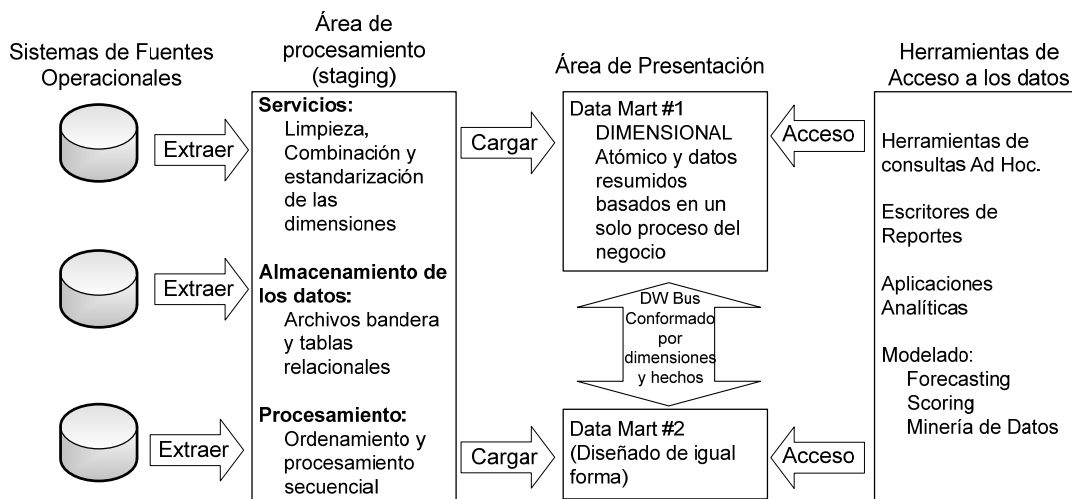 Sistemas de Fuentes
Operacionales
Extraer
Extraer
Extraer
Área de
procesamiento
(staging)
Servicios:
Limpieza,
Combinación y
estandarización
de las
dimensiones
Almacenamiento de
los datos:
Archivos bandera
y tablas
relacionales
Procesamiento:
Ordenamiento y
procesamiento
secuencial
Cargar
Cargar
Área de Presentación
Data Mart #1
DIMENSIONAL
Atómico y datos
resumidos
basados en un
solo proceso del
negocio
DW Bus
Conformado
por
dimensiones
y hechos
Data Mart #2
(Diseñado de igual
forma)
Acceso
Acceso
Herramientas de
Acceso a los datos
Herramientas de
consultas Ad Hoc.
Escritores de
Reportes
Aplicaciones
Analíticas
Modelado:
Forecasting
Scoring
Minería de Datos